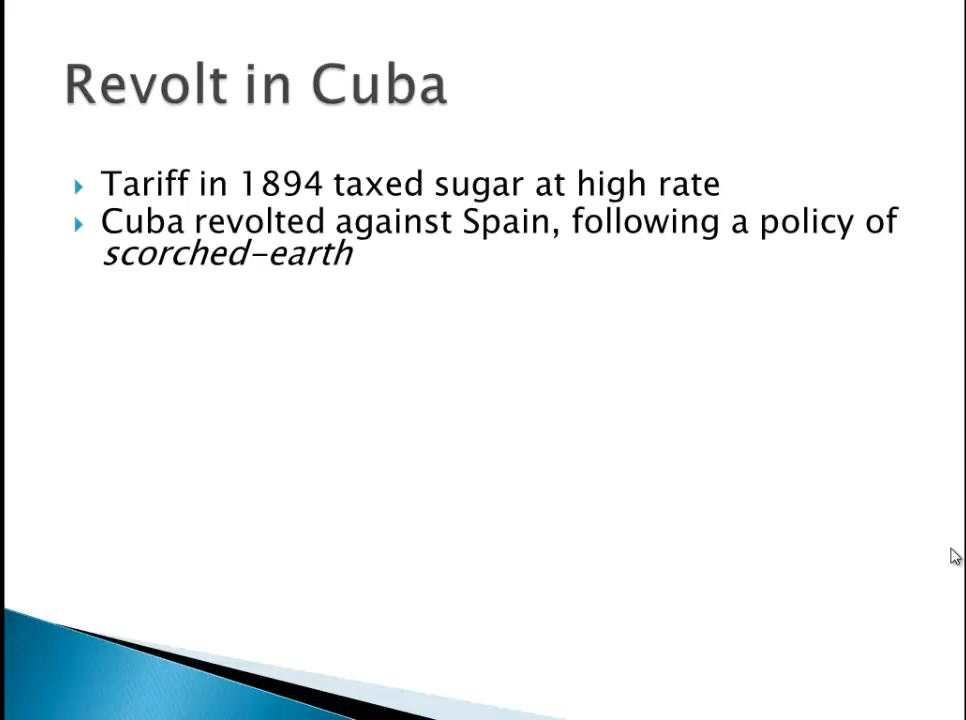 Revolt in Cuba
Tariff in 1894 taxed sugar at high rate
Cuba revolted against Spain, following a policy of
scorched-earth